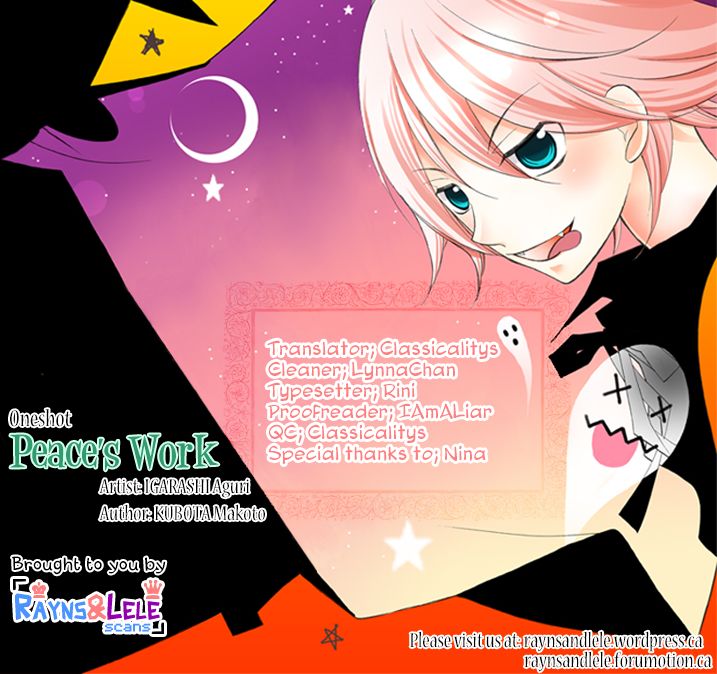 Translator; Classicalitys
Cleaner; LynnaChan
Typesetter; Rini
Proofreader; IAmALiar
QC; Classicalitys
Special thanks to; Nina
Oneshot
Peace's Work
Artist: IGARASHI Aguri
Author: KUBOTA Makoto
Brought to you by
「RAYNS&LELE
scans」
Please visit us at: raynsandlele.wordpress.ca
raynsandlele.forumotion.ca